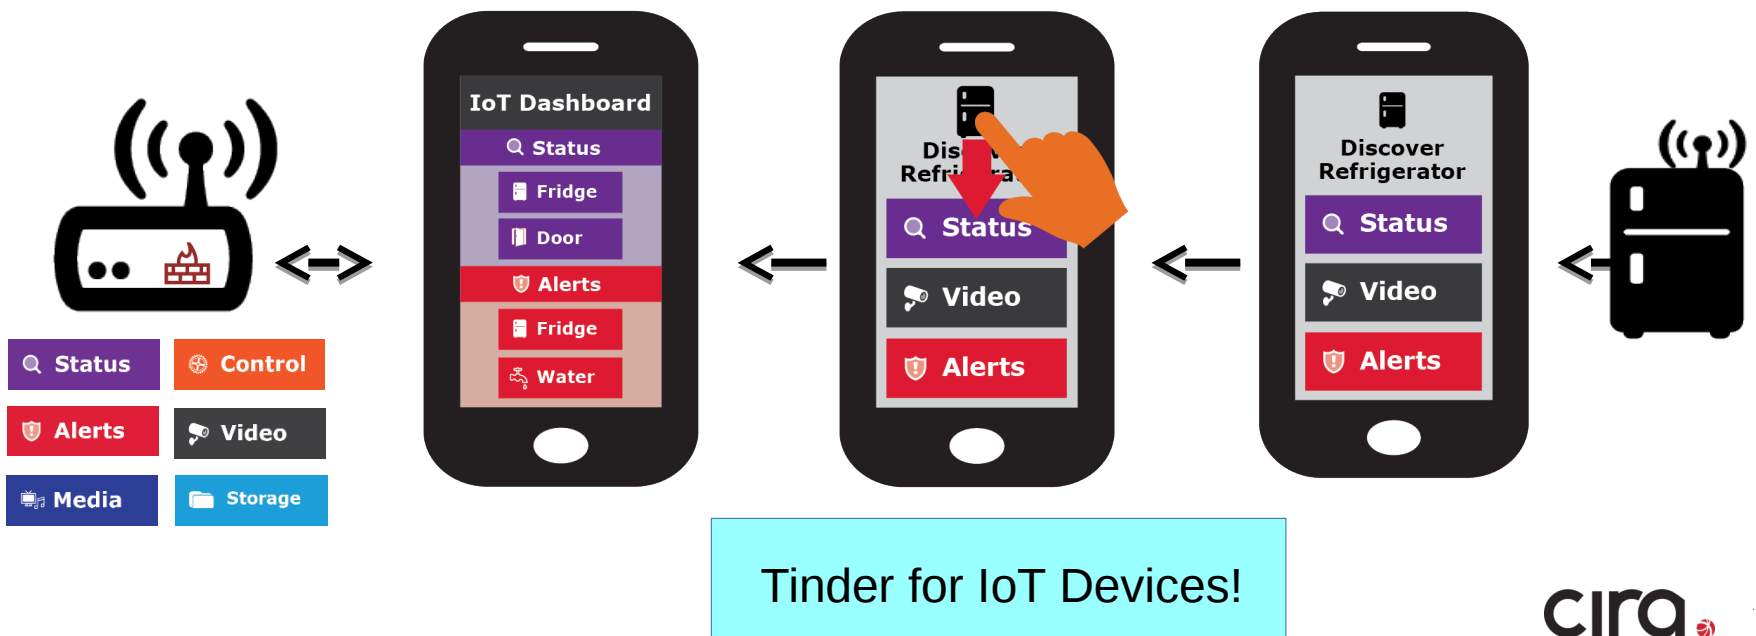 Status
Control
Alerts
Video
Media
Storage
IoT Dashboard
Status
Fridge
Door
Alerts
Fridge
Water
Status
Video
Alerts
Discover
Refrigerator
Status
Video
Alerts
Tinder for IoT Devices!
cira